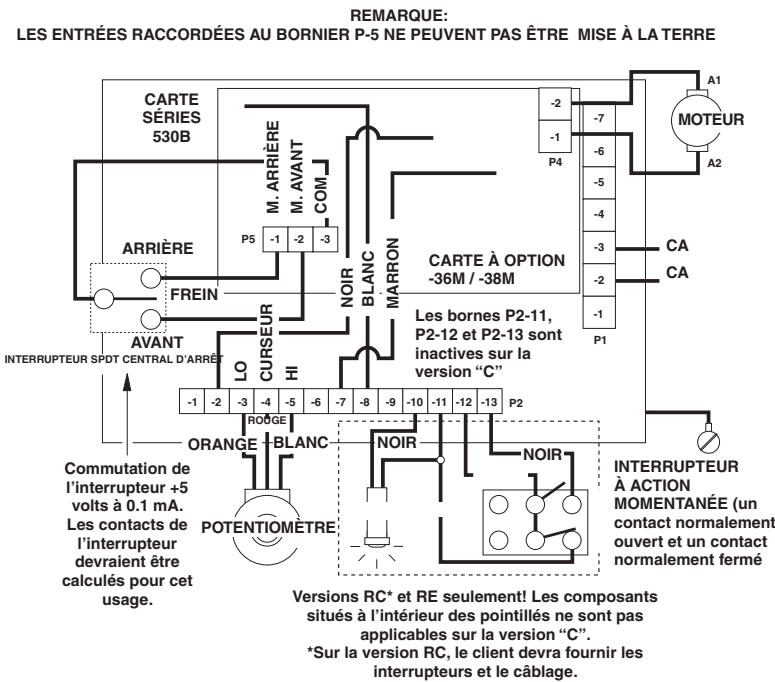 REMARQUE:
LES ENTRÉES RACCORDÉES AU BORNIER P-5 NE PEUVENT PAS ÊTRE MISE À LA TERRE
CARTE
SÉRIES
530B
M. ARRIÈRE
M. AVANT
COM
P5
-1
-2
-3
-2
-1
P4
-7
-6
-5
-4
-3
-2
-1
P1
A1
MOTEUR
A2
CA
CA
ARRIÈRE
FREIN
AVANT
INTERRUPTEUR SPDT CENTRAL D'ARRÊT
NOIR
BLANC
MARRON
CARTE À OPTION
-36M / -38M
Les bornes P2-11,
P2-12 et P2-13 sont
inactives sur la
version “C”
LO
CURSEUR
HI
-1
-2
-3
-4
-5
-6
-7
-8
-9
-10
-11
-12
-13
P2
ROUGE
ORANGE
BLANC
NOIR
NOIR
POTENTIOMÈTRE
Commutation de
l’interrupteur +5
volts à 0.1 mA.
Les contacts de
l’interrupteur
devraient être
calculés pour cet
usage.
INTERRUPTEUR
À ACTION
MOMENTANÉE (un
contact normalement
ouvert et un contact
normalement fermé
Versions RC* et RE seulement! Les composants
situés à l’intérieur des pointillés ne sont pas
applicables sur la version “C”.
*Sur la version RC, le client devra fournir les
interrupteurs et le câblage.